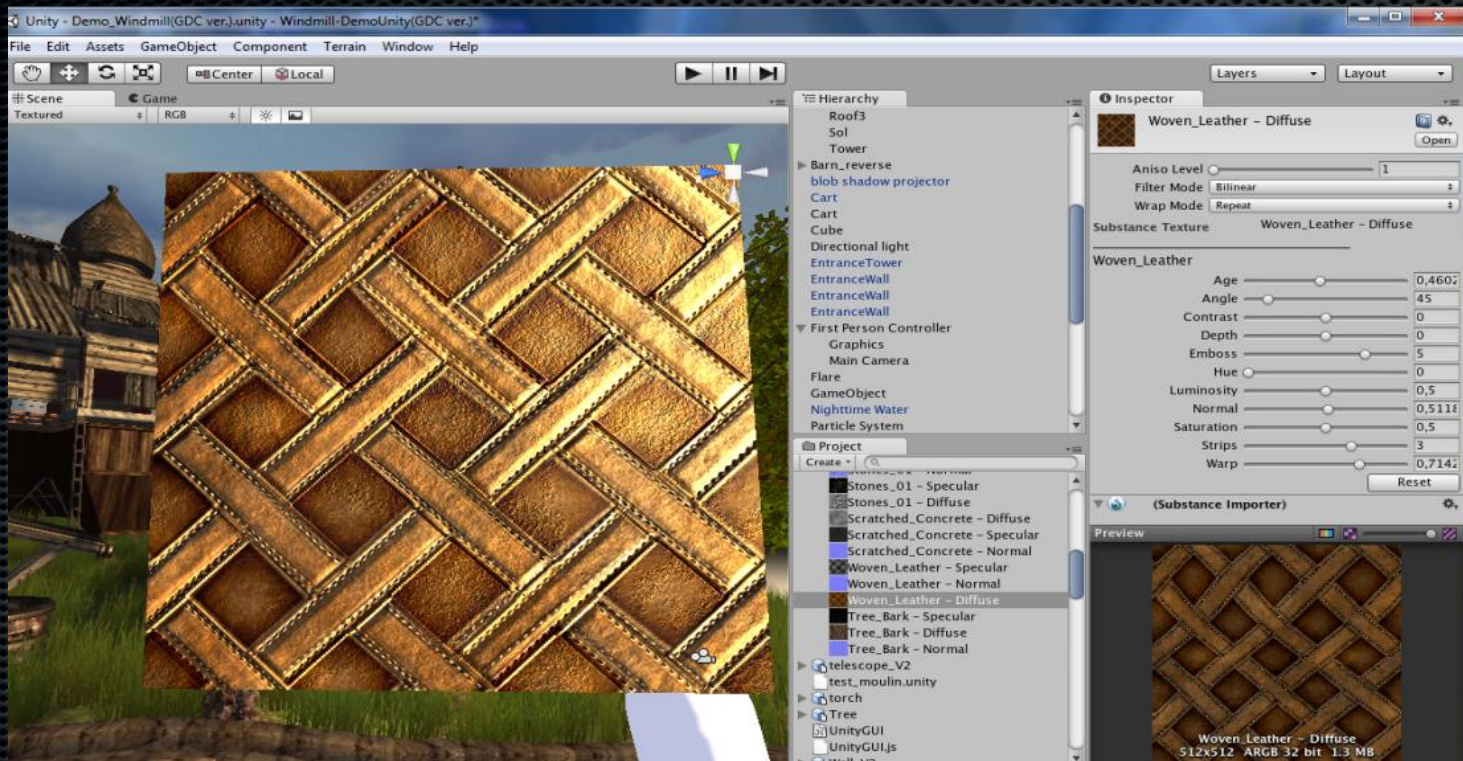 Unity - Demo_Windmill(GDC ver.).unity - Windmill-DemoUnity(GDC ver.)*
File Edit Assets GameObject Component Terrain Window Help
Center Local
Layers
Layout
Scene
Game
Textured
RGB
Hierarchy
Roof3
Sol
Tower
Barn_reverse
blob shadow projector
Cart
Cart
Cube
Directional light
EntranceTower
EntranceWall
EntranceWall
EntranceWall
First Person Controller
Graphics
Main Camera
Flare
GameObject
Nighttime Water
Particle System
Project
Create
Stones_01 – Specular
Stones_01 – Diffuse
Scratched_Concrete – Diffuse
Scratched_Concrete – Specular
Scratched_Concrete – Normal
Woven_Leather – Specular
Woven_Leather – Normal
Woven_Leather – Diffuse
Tree_Bark – Specular
Tree_Bark – Diffuse
Tree_Bark – Normal
telescope_V2
test_moulin.unity
torch
Tree
UnityGUI
UnityGUI.js
Inspector
Woven_Leather – Diffuse
Open
Aniso Level 1
Filter Mode Bilinear
Wrap Mode Repeat
Substance Texture Woven_Leather – Diffuse
Woven_Leather
Age 0,4602
Angle 45
Contrast 0
Depth 0
Emboss 5
Hue 0
Luminosity 0,5
Normal 0,5118
Saturation 0,5
Strips 3
Warp 0,7142
Reset
(Substance Importer)
Preview
Woven_Leather – Diffuse
512x512 ARGB 32 bit 1.3 MB